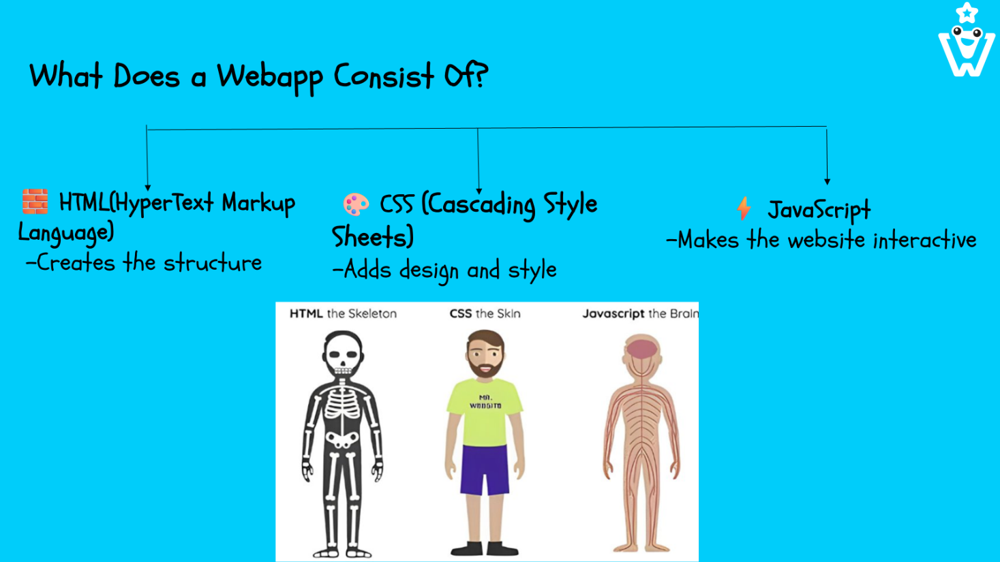 What Does a Webapp Consist Of?
🧱 HTML(HyperText Markup
Language)
-Creates the structure
🎨 CSS (Cascading Style
Sheets)
-Adds design and style
⚡ JavaScript
-Makes the website interactive
HTML the Skeleton
CSS the Skin
Javascript the Brain
MR.
WEBSITE